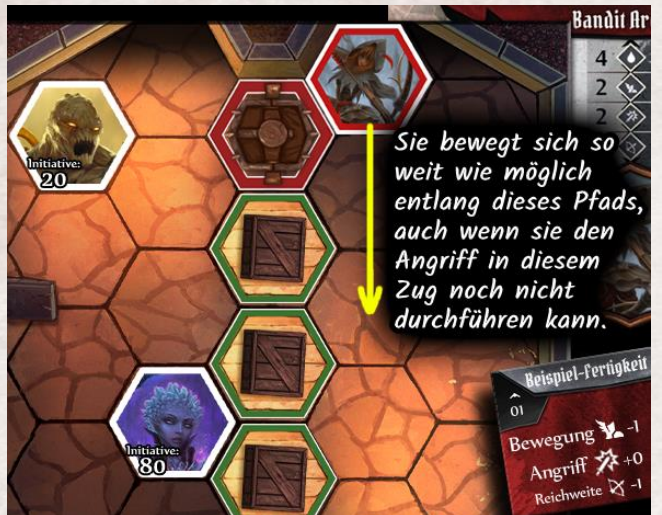 Bandit Ar
4
2
2
Initiative:
20
Sie bewegt sich so
weit wie möglich
entlang dieses Pfads,
auch wenn sie den
Angriff in diesem
Zug noch nicht
durchführen kann.
Initiative:
80
Beispiel-fertigkeit
01
Bewegung -1
Angriff +0
Reichweite -1